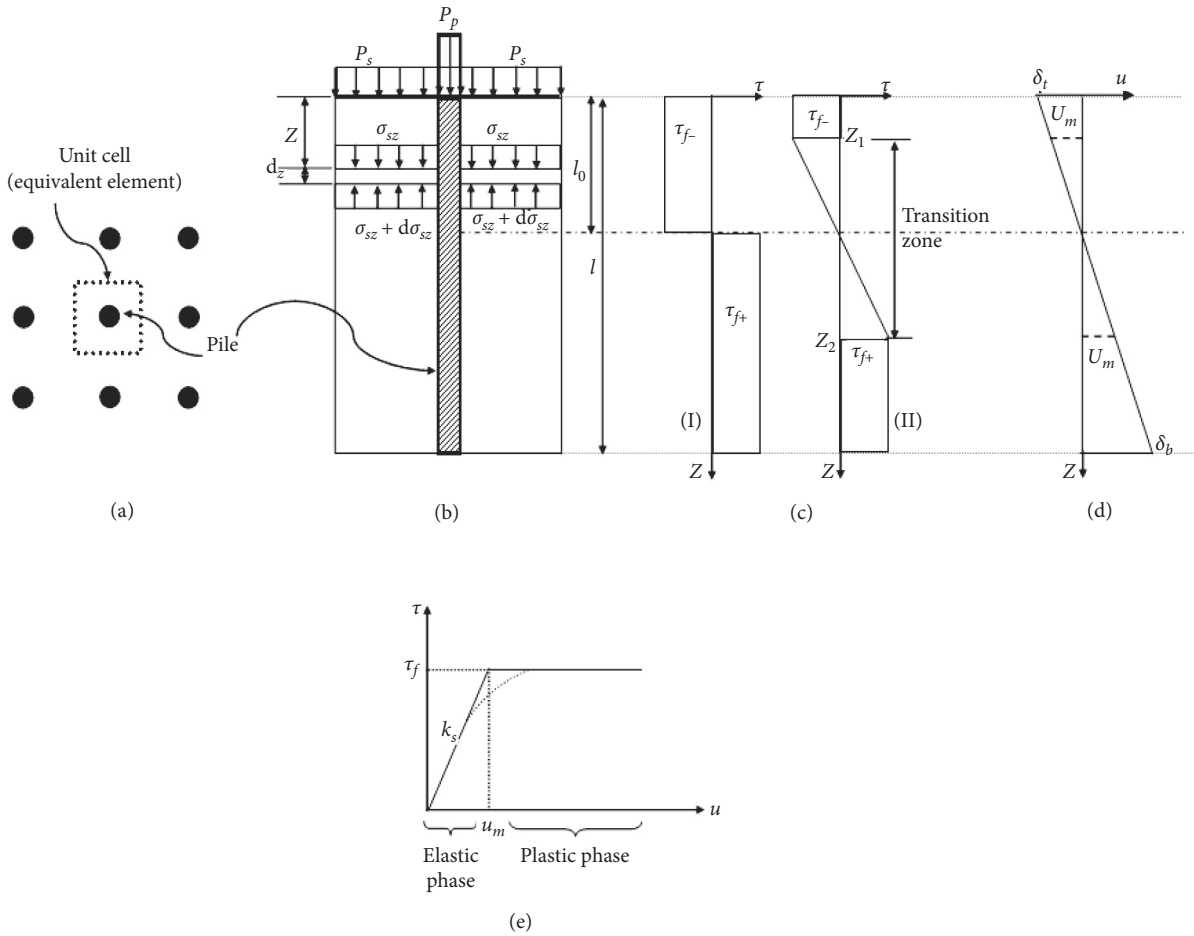 Unit cell
(equivalent element)
Pile
(a)
P_p
P_s
P_s
Z
d_z
σ_sz
σ_sz
σ_sz + dσ_sz
σ_sz + dσ_sz
l_0
l
(b)
τ
τ_f−
τ_f+
(I)
Z
τ
τ_f−
Z_1
Transition
zone
Z_2
τ_f+
(II)
Z
(c)
δ_t
u
U_m
U_m
δ_b
Z
(d)
τ
τ_f
k_s
u_m
u
Elastic
phase
Plastic phase
(e)